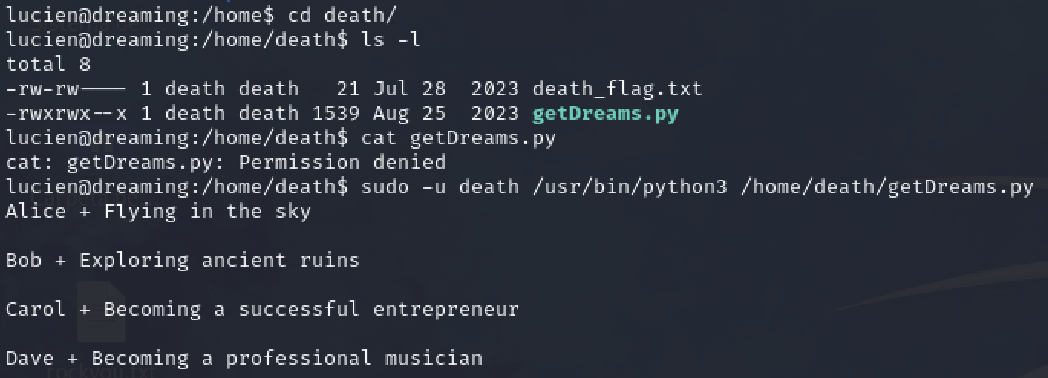 lucien@dreaming:/home$ cd death/
lucien@dreaming:/home/death$ ls -l
total 8
-rw-rw---- 1 death death   21 Jul 28  2023 death_flag.txt
-rwxrwx--x 1 death death 1539 Aug 25  2023 getDreams.py
lucien@dreaming:/home/death$ cat getDreams.py
cat: getDreams.py: Permission denied
lucien@dreaming:/home/death$ sudo -u death /usr/bin/python3 /home/death/getDreams.py
Alice + Flying in the sky
Bob + Exploring ancient ruins
Carol + Becoming a successful entrepreneur
Dave + Becoming a professional musician
rockyou.txt